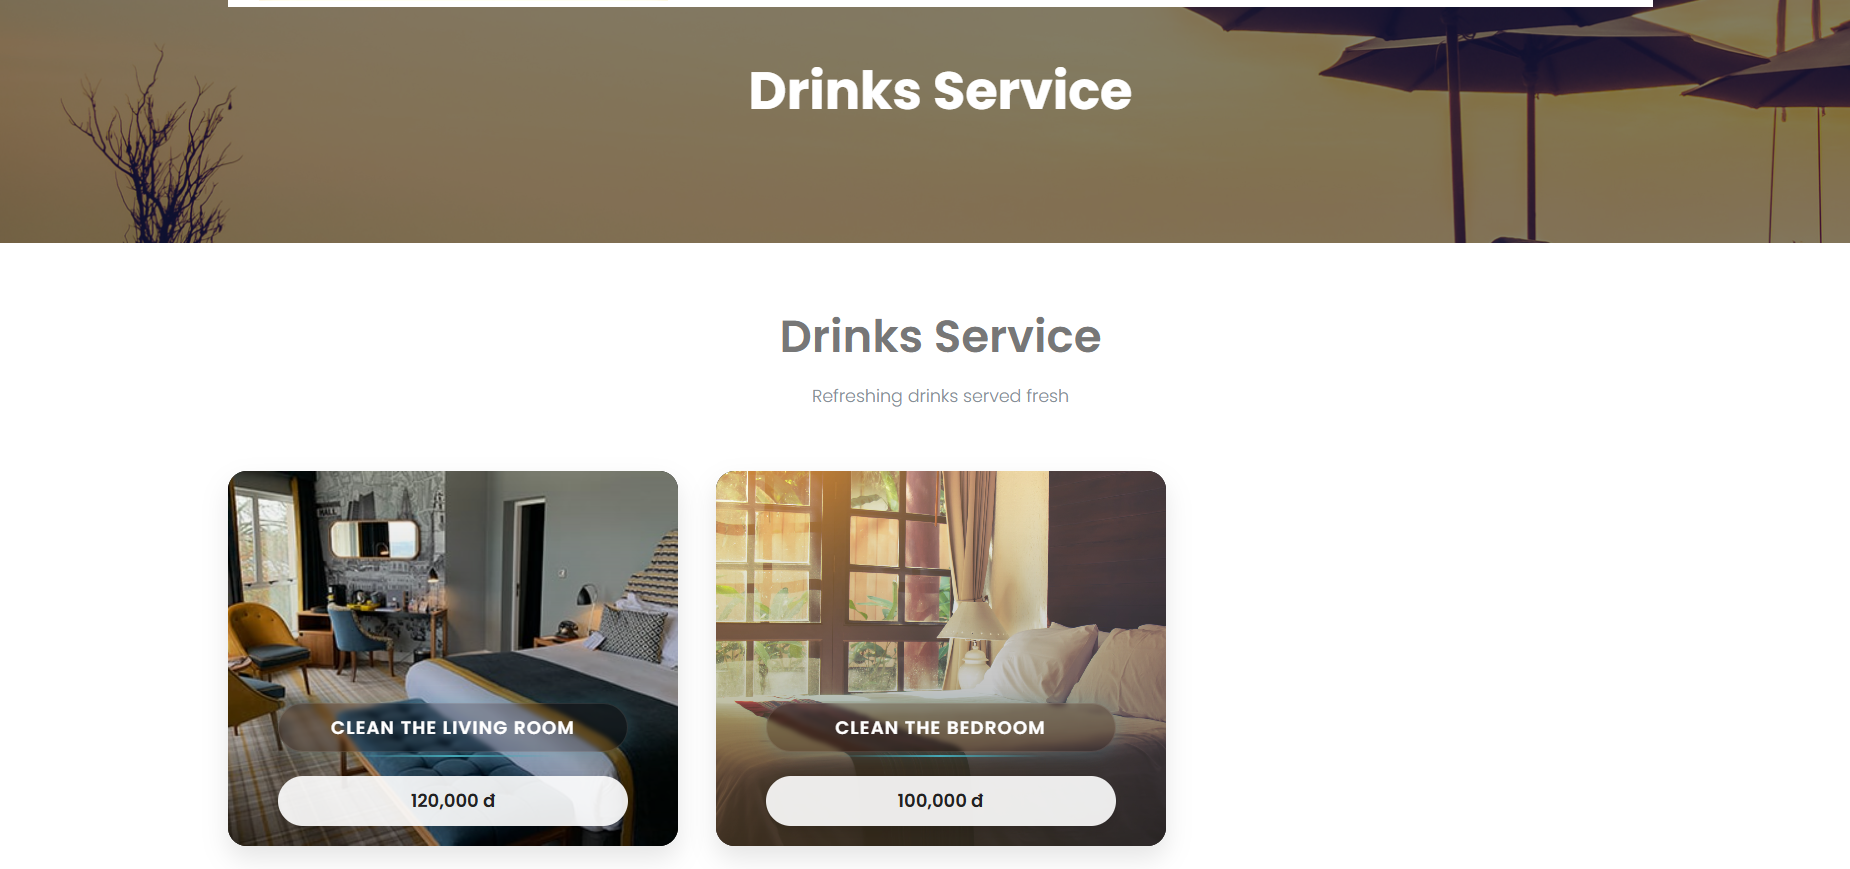 Drinks Service
Drinks Service
Refreshing drinks served fresh
CLEAN THE LIVING ROOM
120,000 đ
CLEAN THE BEDROOM
100,000 đ